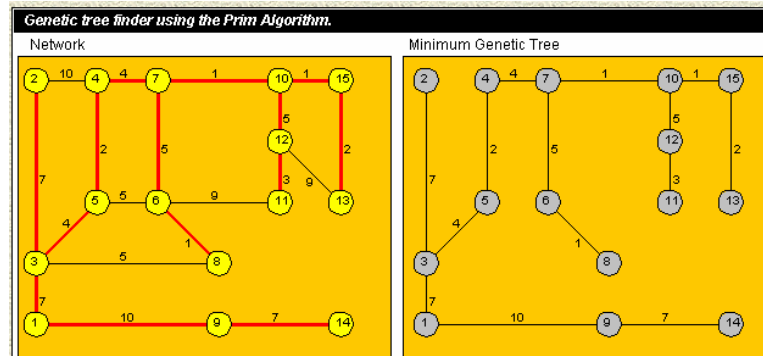 Genetic tree finder using the Prim Algorithm.
Network Minimum Genetic Tree
2 10 4 4 7 1 10 1 15 2 4 4 7 1 10 1 15
5 5
12 12
7 2 5 2 7 2 5 2
3 9 3
5 5 6 9 11 13 5 6 11 13
4 4
1 1
3 5 8 3 8
7 7
1 10 9 7 14 1 10 9 7 14